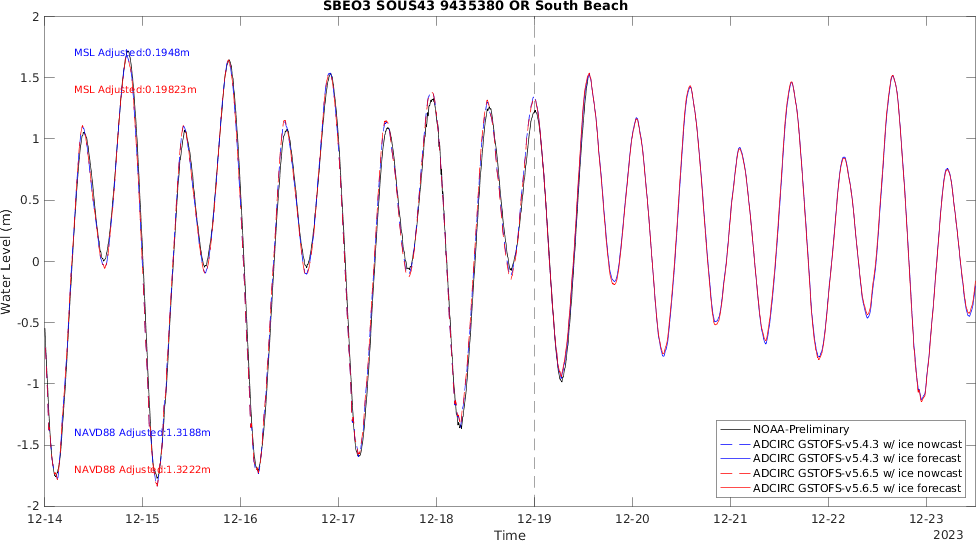 SBEO3 SOUS43 9435380 OR South Beach
2
MSL Adjusted:0.1948m
1.5
MSL Adjusted:0.19823m
1
0.5
Water Level (m)
0
-0.5
-1
NAVD88 Adjusted:1.3188m
-1.5
NAVD88 Adjusted:1.3222m
-2
NOAA-Preliminary
ADCIRC GSTOFS-v5.4.3 w/ ice nowcast
ADCIRC GSTOFS-v5.4.3 w/ ice forecast
ADCIRC GSTOFS-v5.6.5 w/ ice nowcast
ADCIRC GSTOFS-v5.6.5 w/ ice forecast
12-14 12-15 12-16 12-17 12-18 12-19 12-20 12-21 12-22 12-23
Time
2023